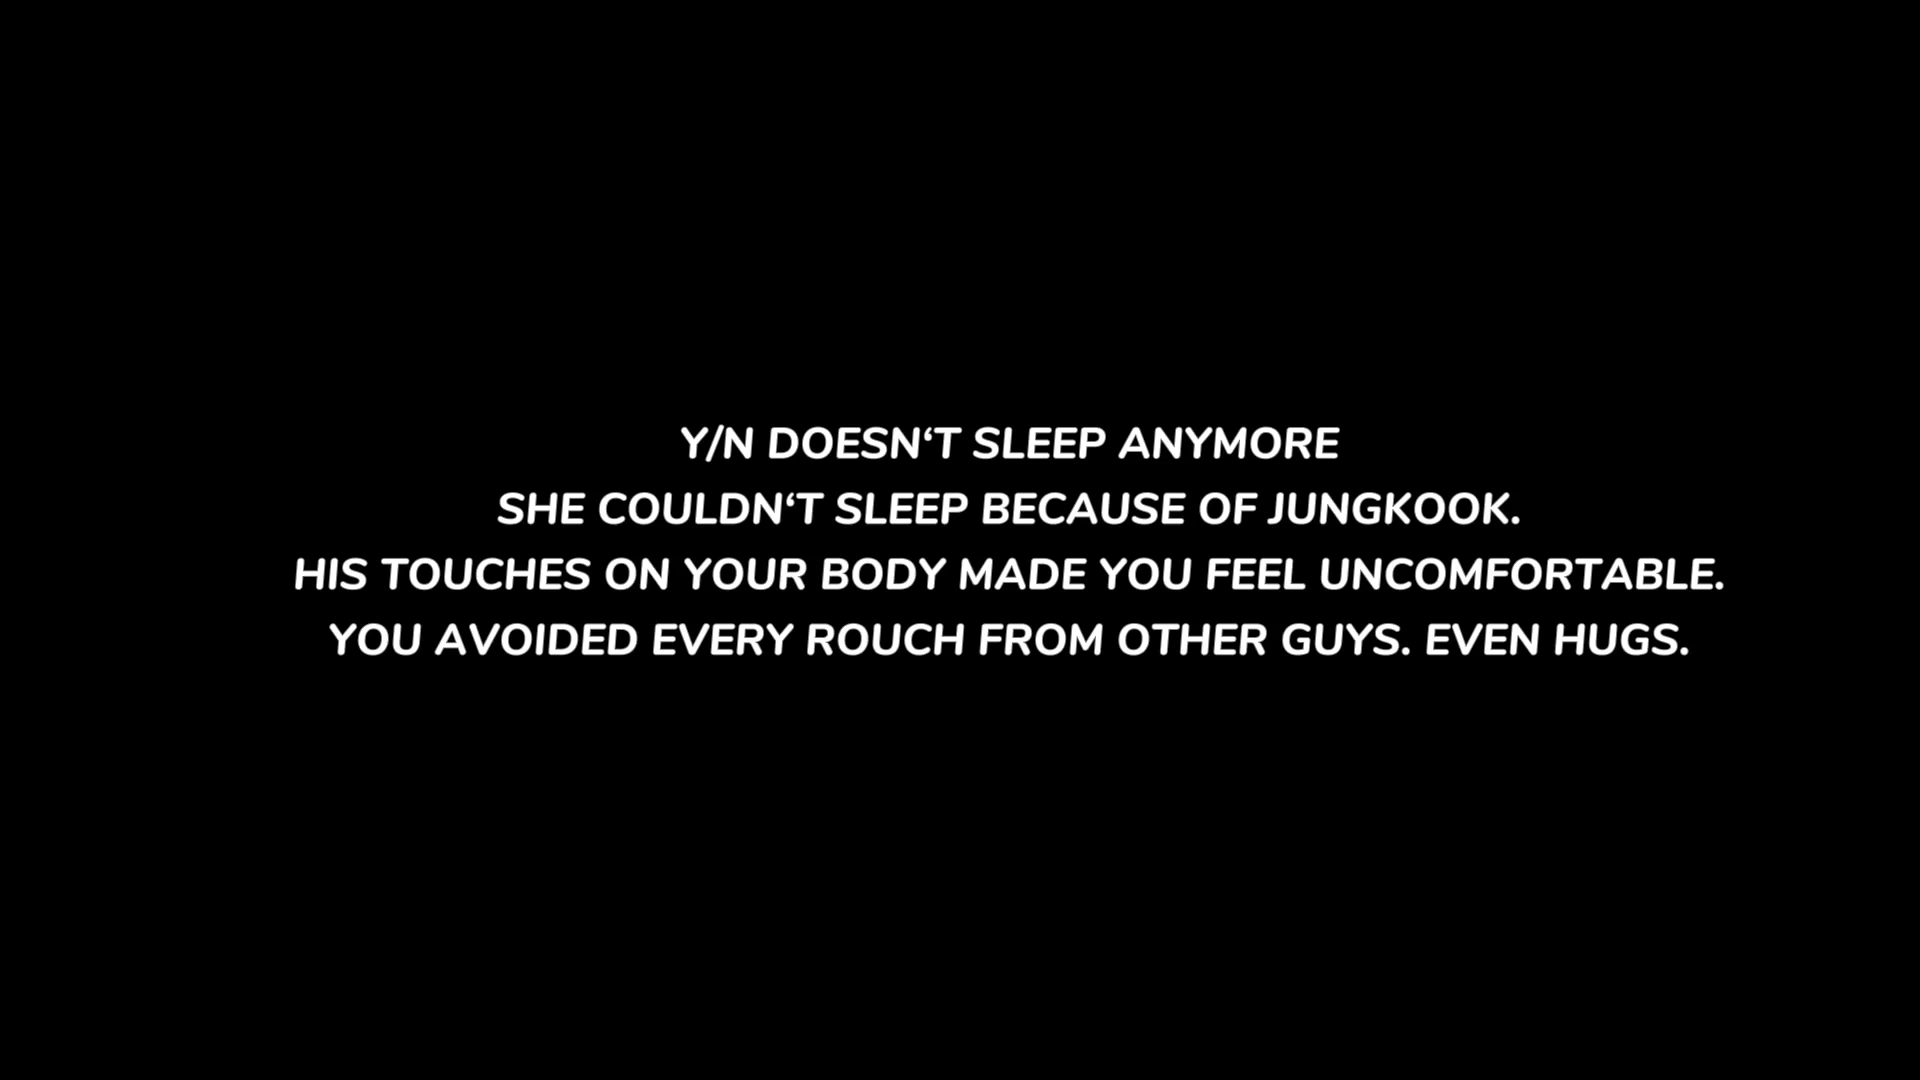 Y/N DOESN‘T SLEEP ANYMORE
SHE COULDN‘T SLEEP BECAUSE OF JUNGKOOK.
HIS TOUCHES ON YOUR BODY MADE YOU FEEL UNCOMFORTABLE.
YOU AVOIDED EVERY ROUCH FROM OTHER GUYS. EVEN HUGS.